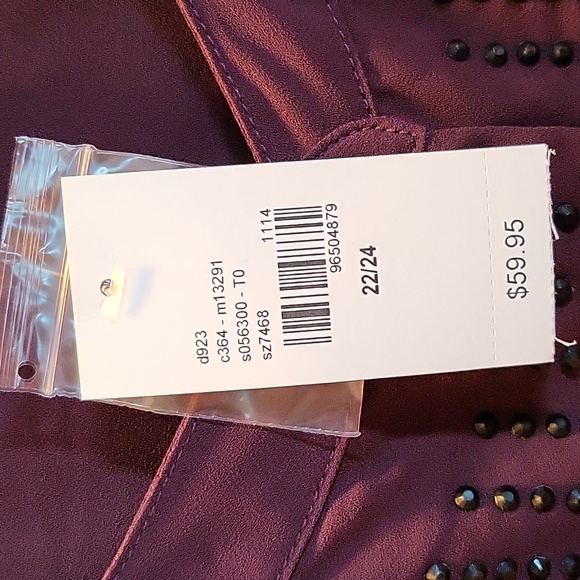 d923
c364 - m13291
s056300 - T0
sz7468
1114
96504879
22/24
$59.95